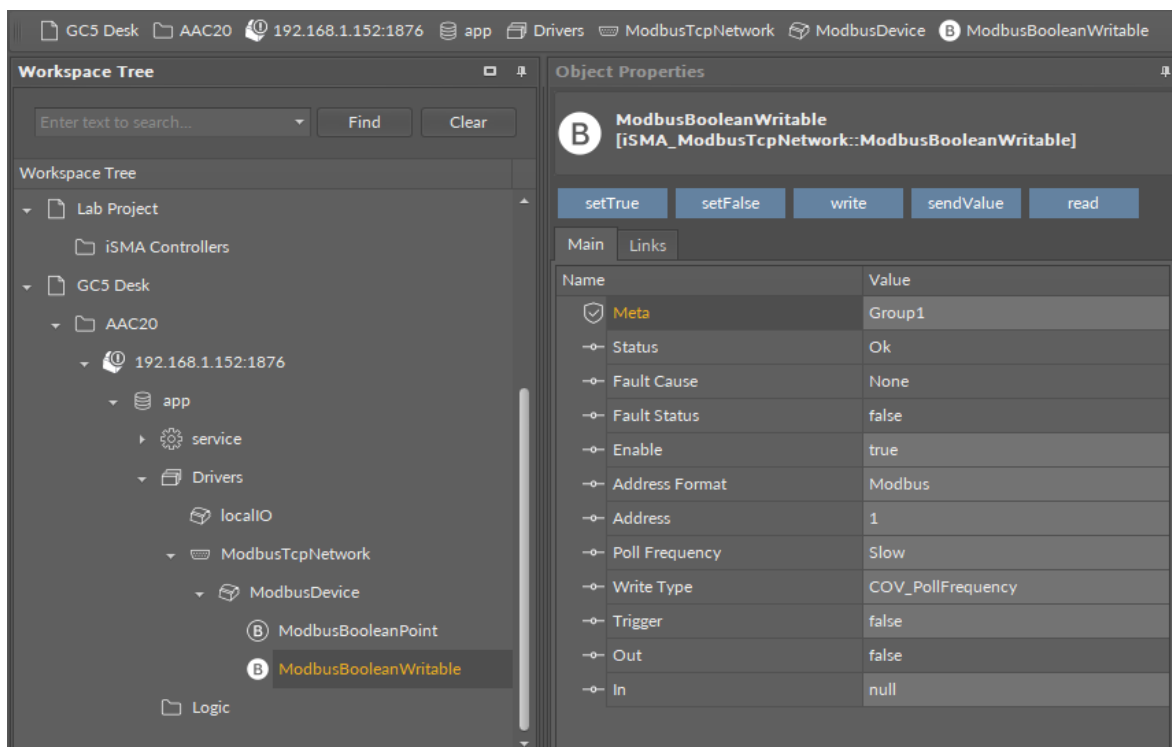 GC5 Desk AAC20 192.168.1.152:1876 app Drivers ModbusTcpNetwork ModbusDevice B ModbusBooleanWritable
Workspace Tree
Enter text to search... Find Clear
Workspace Tree
Lab Project
iSMA Controllers
GC5 Desk
AAC20
192.168.1.152:1876
app
service
Drivers
localIO
ModbusTcpNetwork
ModbusDevice
B ModbusBooleanPoint
B ModbusBooleanWritable
Logic
Object Properties
B ModbusBooleanWritable
[iSMA_ModbusTcpNetwork::ModbusBooleanWritable]
setTrue setFalse write sendValue read
Main Links
Name Value
Meta Group1
Status Ok
Fault Cause None
Fault Status false
Enable true
Address Format Modbus
Address 1
Poll Frequency Slow
Write Type COV_PollFrequency
Trigger false
Out false
In null